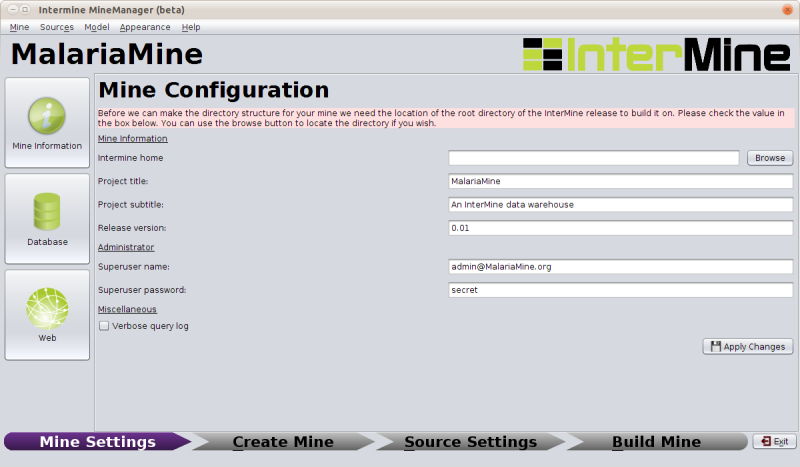 Intermine MineManager (beta)
Mine Sources Model Appearance Help
MalariaMine
InterMine
Mine Configuration
Before we can make the directory structure for your mine we need the location of the root directory of the InterMine release to build it on. Please check the value in
the box below. You can use the browse button to locate the directory if you wish.
Mine Information
Intermine home
Browse
Project title:
MalariaMine
Project subtitle:
An InterMine data warehouse
Release version:
0.01
Administrator
Superuser name:
admin@MalariaMine.org
Superuser password:
secret
Miscellaneous
Verbose query log
Apply Changes
Mine Information
Database
Web
Mine Settings
Create Mine
Source Settings
Build Mine
Exit